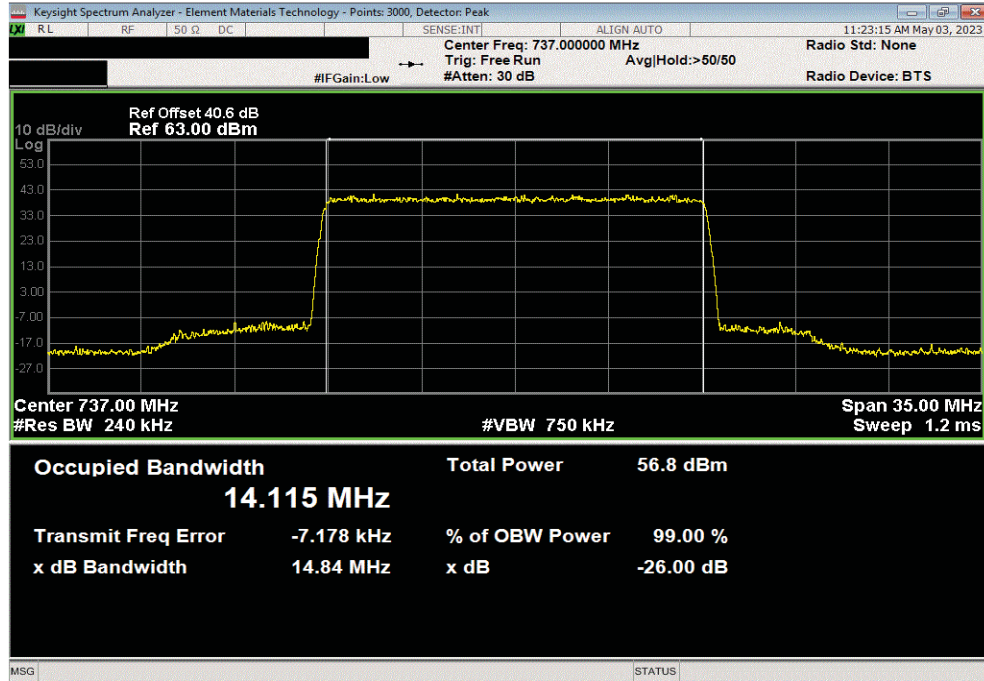 Keysight Spectrum Analyzer - Element Materials Technology - Points: 3000, Detector: Peak
LXI RL RF 50 Ω DC SENSE:INT ALIGN AUTO 11:23:15 AM May 03, 2023
Center Freq: 737.000000 MHz Radio Std: None
Trig: Free Run Avg|Hold:>50/50
#IFGain:Low #Atten: 30 dB Radio Device: BTS
Ref Offset 40.6 dB
10 dB/div Ref 63.00 dBm
Log
53.0
43.0
33.0
23.0
13.0
3.00
-7.00
-17.0
-27.0
Center 737.00 MHz Span 35.00 MHz
#Res BW 240 kHz #VBW 750 kHz Sweep 1.2 ms
Occupied Bandwidth Total Power 56.8 dBm
14.115 MHz
Transmit Freq Error -7.178 kHz % of OBW Power 99.00 %
x dB Bandwidth 14.84 MHz x dB -26.00 dB
MSG STATUS